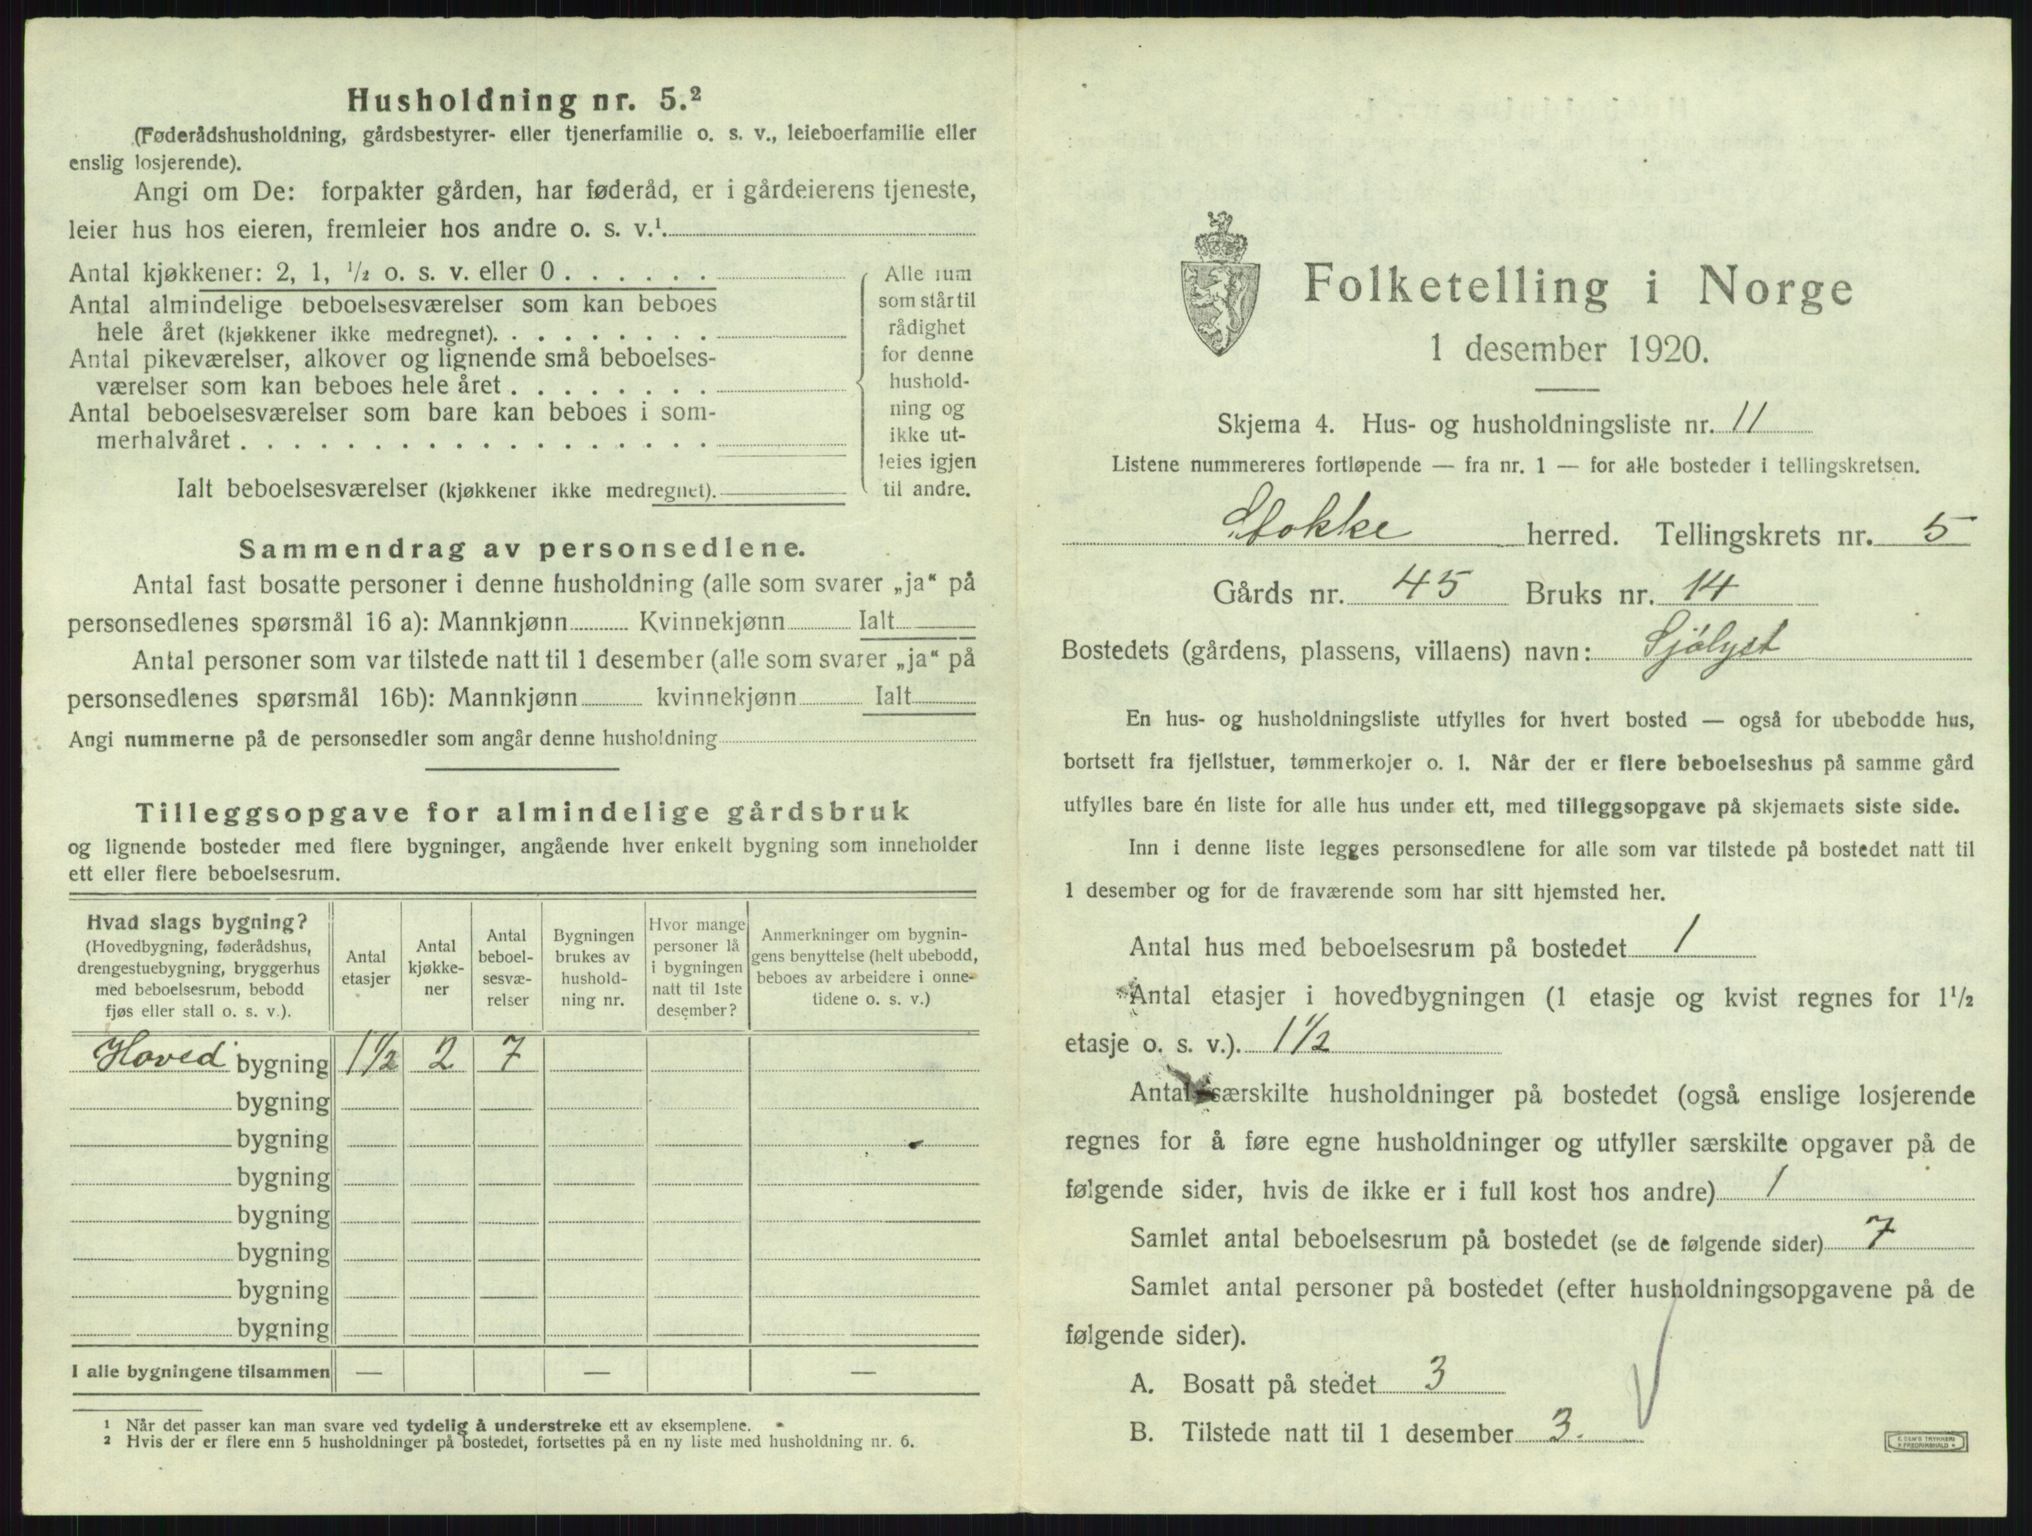 Husholdning nr. 5.²
(Føderådshusholdning, gårdsbestyrer- eller tjenerfamilie o. s. v., leieboerfamilie eller
enslig losjerende).
Angi om De: forpakter gården, har føderåd, er i gårdeierens tjeneste,
leier hus hos eieren, fremleier hos andre o. s. v.¹.
Antal kjøkkener: 2, 1, ½ o. s. v. eller 0 . . . . . .
Antal almindelige beboelsesværelser som kan beboes
hele året (kjøkkener ikke medregnet). . . . . . . . .
Antal pikeværelser, alkover og lignende små beboelses-
værelser som kan beboes hele året . . . . . . . .
Antal beboelsesværelser som bare kan beboes i som-
merhalvåret . . . . . . . . . . . . . . . . . .
Ialt beboelsesværelser (kjøkkener ikke medregnet).
Alle rum
som står til
rådighet
for denne
hushold-
ning og
ikke ut-
leies igjen
til andre.
Sammendrag av personsedlene.
Antal fast bosatte personer i denne husholdning (alle som svarer „ja“ på
personsedlenes spørsmål 16 a): Mannkjønn Kvinnekjønn Ialt
Antal personer som var tilstede natt til 1 desember (alle som svarer „ja“ på
personsedlenes spørsmål 16b): Mannkjønn kvinnekjønn Ialt
Angi nummerne på de personsedler som angår denne husholdning
Tilleggsopgave for almindelige gårdsbruk
og lignende bosteder med flere bygninger, angående hver enkelt bygning som inneholder
ett eller flere beboelsesrum.
Hvad slags bygning?
(Hovedbygning, føderådshus,
drengestuebygning, bryggerhus
med beboelsesrum, bebodd
fjøs eller stall o. s. v.).
Antal
etasjer
Antal
kjøkke-
ner
Antal
beboel-
sesvæ-
relser
Bygningen
brukes av
hushold-
ning nr.
Hvor mange
personer lå
i bygningen
natt til 1ste
desember?
Anmerkninger om bygnin-
gens benyttelse (helt ubebodd,
beboes av arbeidere i onne-
tidene o. s. v.)
Hoved bygning 1½ 2 7
bygning
bygning
bygning
bygning
bygning
bygning
bygning
I alle bygningene tilsammen — — —
¹ Når det passer kan man svare ved tydelig å understreke ett av eksemplene.
² Hvis der er flere enn 5 husholdninger på bostedet, fortsettes på en ny liste med husholdning nr. 6.
Folketelling i Norge
1 desember 1920.
Skjema 4. Hus- og husholdningsliste nr. 11
Listene nummereres fortløpende — fra nr. 1 — for alle bosteder i tellingskretsen.
Stokke herred. Tellingskrets nr. 5
Gårds nr. 45 Bruks nr. 14
Bostedets (gårdens, plassens, villaens) navn: Sjølyst
En hus- og husholdningsliste utfylles for hvert bosted — også for ubebodde hus,
bortsett fra fjellstuer, tømmerkojer o. l. Når der er flere beboelseshus på samme gård
utfylles bare én liste for alle hus under ett, med tilleggsopgave på skjemaets siste side.
Inn i denne liste legges personsedlene for alle som var tilstede på bostedet natt til
1 desember og for de fraværende som har sitt hjemsted her.
Antal hus med beboelsesrum på bostedet 1
Antal etasjer i hovedbygningen (1 etasje og kvist regnes for 1½
etasje o. s. v.). 1½
Antal særskilte husholdninger på bostedet (også enslige losjerende
regnes for å føre egne husholdninger og utfyller særskilte opgaver på de
følgende sider, hvis de ikke er i full kost hos andre) 1
Samlet antal beboelsesrum på bostedet (se de følgende sider) 7
Samlet antal personer på bostedet (efter husholdningsopgavene på de
følgende sider).
A. Bosatt på stedet 3
B. Tilstede natt til 1 desember 3.